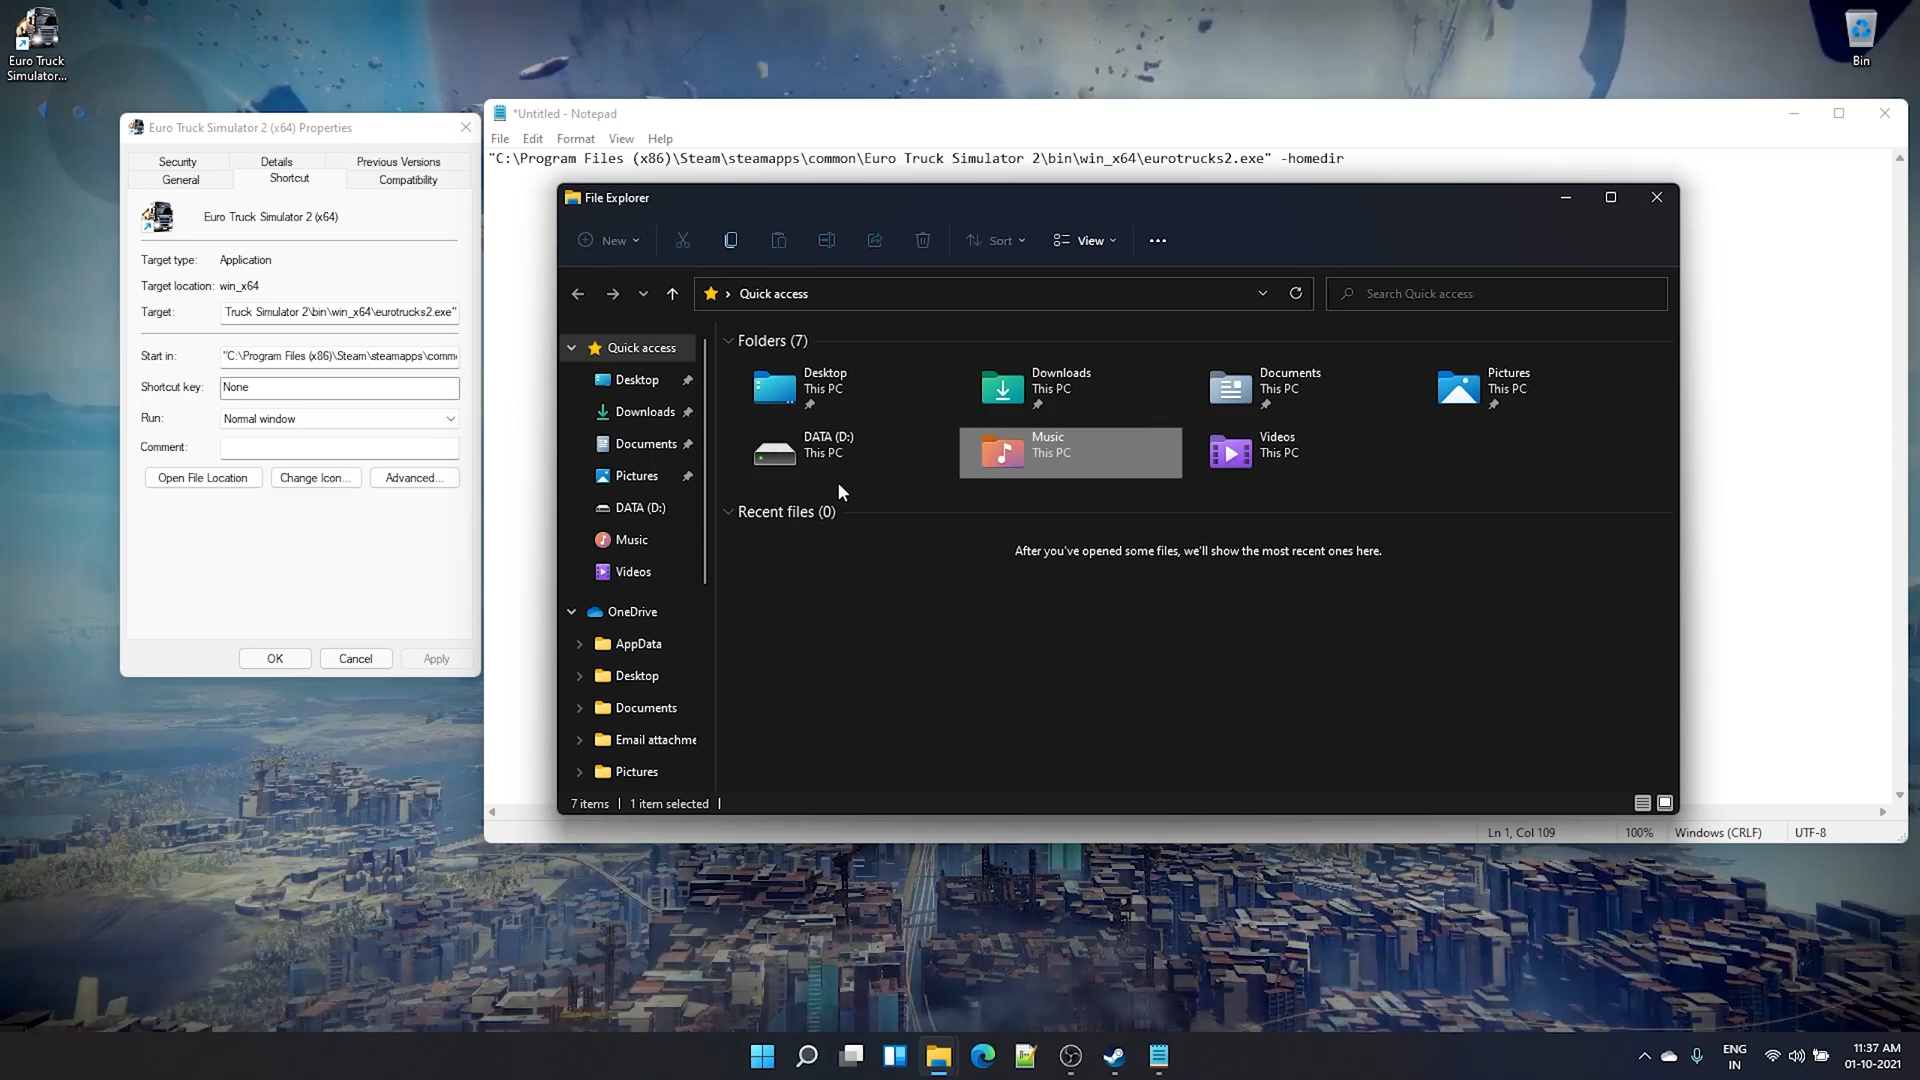 Euro Truck
Simulator...
Bin
Euro Truck Simulator 2 (x64) Properties
Security
Details
Previous Versions
General
Shortcut
Compatibility
Euro Truck Simulator 2 (x64)
Target type: Application
Target location: win_x64
Target: Truck Simulator 2\bin\win_x64\eurotrucks2.exe"
Start in: "C:\Program Files (x86)\Steam\steamapps\comm
Shortcut key: None
Run: Normal window
Comment:
Open File Location
Change Icon...
Advanced...
OK
Cancel
Apply
*Untitled - Notepad
File Edit Format View Help
"C:\Program Files (x86)\Steam\steamapps\common\Euro Truck Simulator 2\bin\win_x64\eurotrucks2.exe" -homedir
File Explorer
New
Sort
View
Quick access
Search Quick access
Quick access
Desktop
Downloads
Documents
Pictures
DATA (D:)
Music
Videos
OneDrive
AppData
Desktop
Documents
Email attachme
Pictures
Folders (7)
Desktop
This PC
Downloads
This PC
Documents
This PC
Pictures
This PC
DATA (D:)
This PC
Music
This PC
Videos
This PC
Recent files (0)
After you've opened some files, we'll show the most recent ones here.
7 items
1 item selected
Ln 1, Col 109
100%
Windows (CRLF)
UTF-8
ENG
IN
11:37 AM
01-10-2021